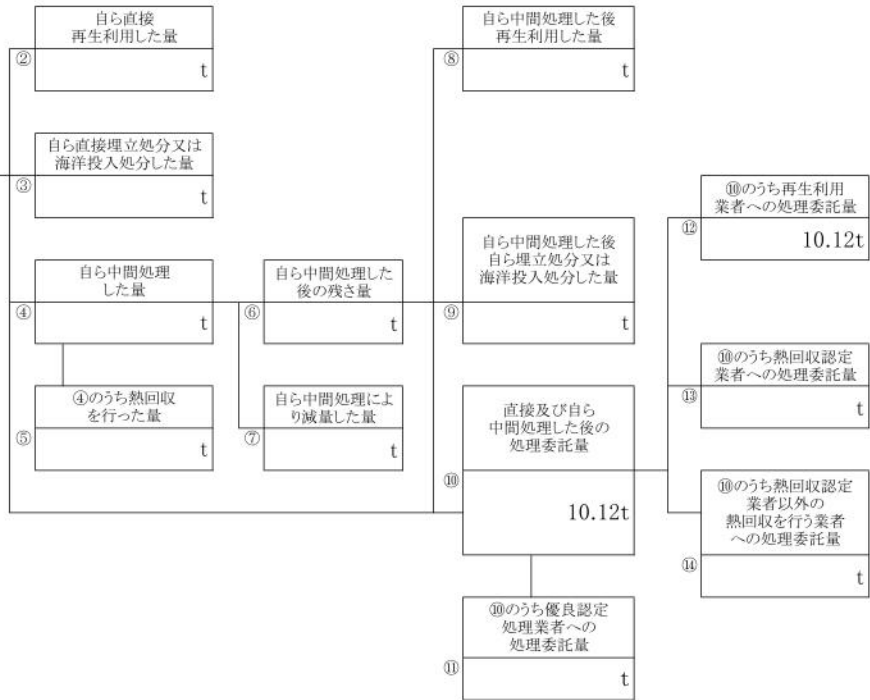 自ら直接
再生利用した量
②
t
自ら直接埋立処分又は
海洋投入処分した量
③
t
自ら中間処理
した量
④
t
④のうち熱回収
を行った量
⑤
t
自ら中間処理した
後の残さ量
⑥
t
自ら中間処理によ
り減量した量
⑦
t
自ら中間処理した後
再生利用した量
⑧
t
自ら中間処理した後
自ら埋立処分又は
海洋投入処分した量
⑨
t
直接及び自ら
中間処理した後の
処理委託量
⑩
10.12t
⑩のうち優良認定
処理業者への
処理委託量
⑪
t
⑩のうち再生利用
業者への処理委託量
⑫
10.12t
⑩のうち熱回収認定
業者への処理委託量
⑬
t
⑩のうち熱回収認定
業者以外の
熱回収を行う業者
への処理委託量
⑭
t